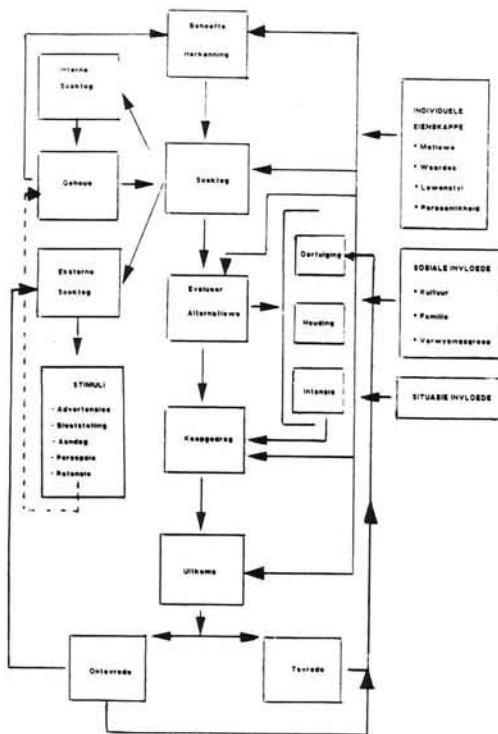 Behoefte
Herkenning
Interne
Soektog
Geheue
Soektog
Eksterne
Soektog
Evalueer
Alternatiewe
STIMULI
- Advertensies
- Blootstelling
- Aandag
- Persepsie
- Retensie
Oortuiging
Houding
Intensie
Koopgedrag
Uitkoms
Ontevrede
Tevrede
INDIVIDUELE
EIENSKAPPE
* Motiewe
* Waardes
* Lewenstyl
* Persoonlikheid
SOSIALE INVLOEDE
* Kultuur
* Familie
* Verwysingsgroep
SITUASIE INVLOEDE